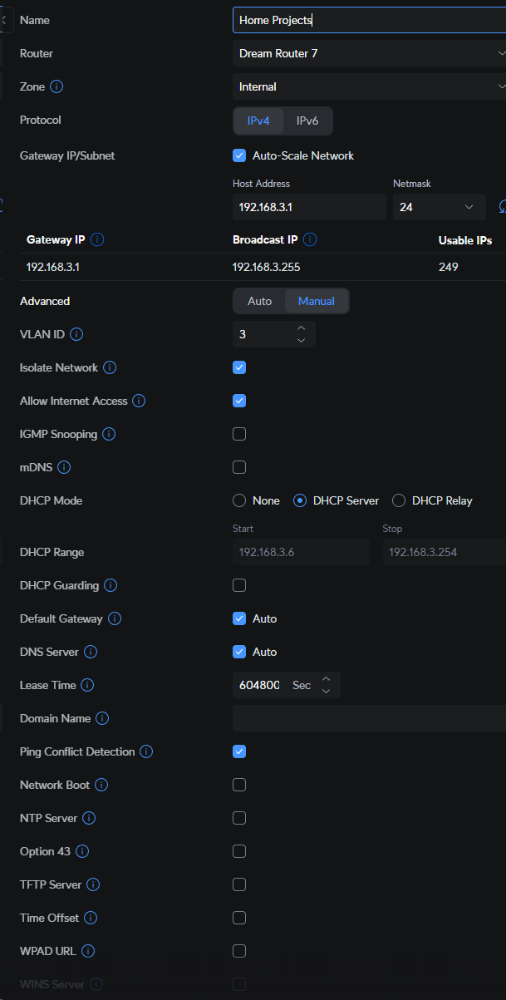 Name Home Projects
Router Dream Router 7
Zone Internal
Protocol IPv4 IPv6
Gateway IP/Subnet Auto-Scale Network
Host Address Netmask
192.168.3.1 24
Gateway IP Broadcast IP Usable IPs
192.168.3.1 192.168.3.255 249
Advanced Auto Manual
VLAN ID 3
Isolate Network
Allow Internet Access
IGMP Snooping
mDNS
DHCP Mode None DHCP Server DHCP Relay
Start Stop
DHCP Range 192.168.3.6 192.168.3.254
DHCP Guarding
Default Gateway Auto
DNS Server Auto
Lease Time 604800 Sec
Domain Name
Ping Conflict Detection
Network Boot
NTP Server
Option 43
TFTP Server
Time Offset
WPAD URL
WINS Server